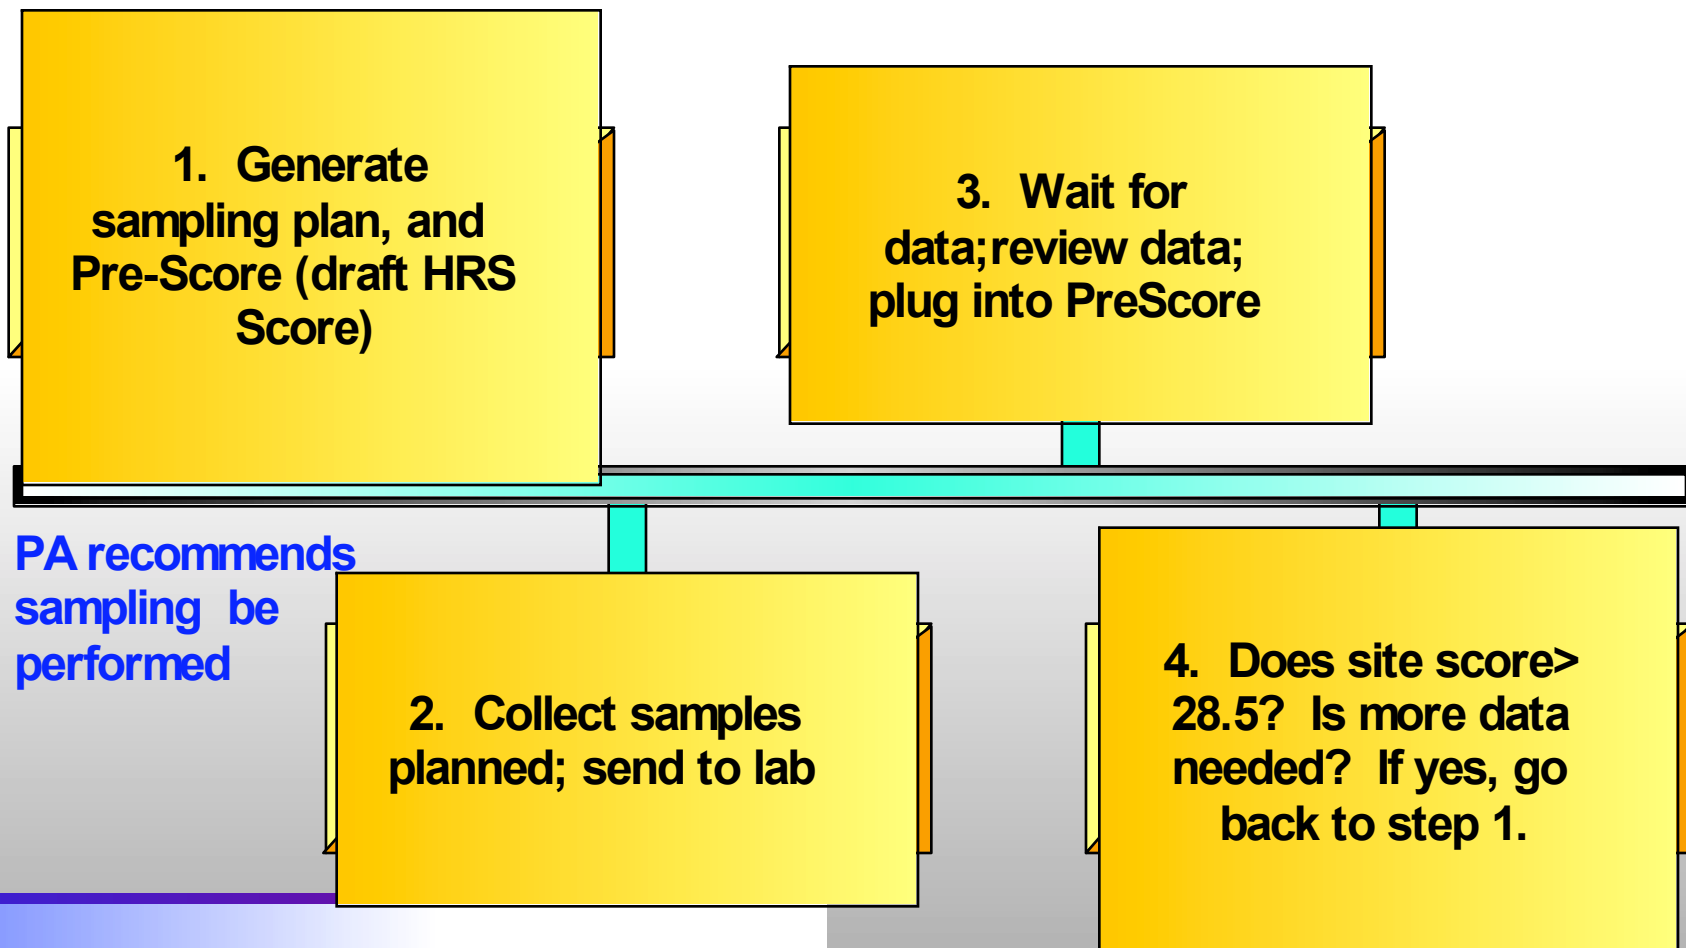 1. Generate
sampling plan, and
Pre-Score (draft HRS
Score)
PA recommends
sampling be
performed
2. Collect samples
planned; send to lab
3. Wait for
data;review data;
plug into PreScore
4. Does site score>
28.5? Is more data
needed? If yes, go
back to step 1.